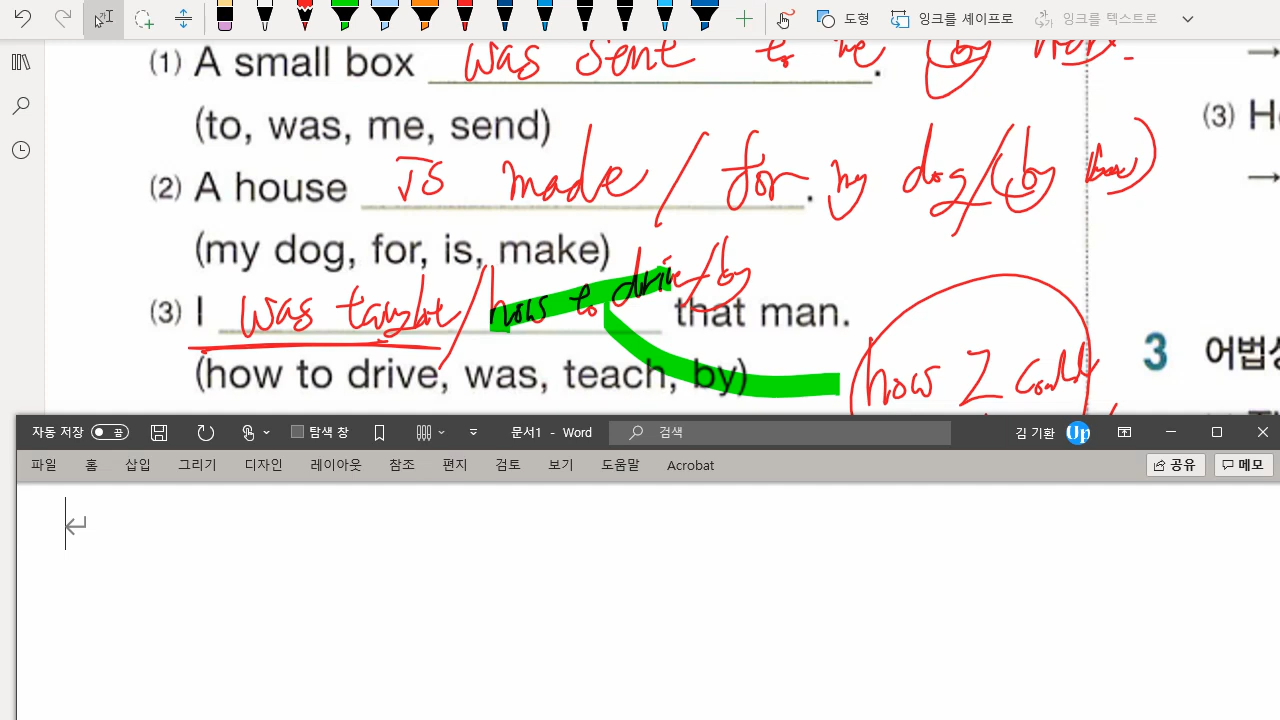 도형 잉크를 셰이프로 잉크를 텍스트로
(1) A small box was sent to me (by her.
(to, was, me, send)
(2) A house is made / for my dog / (by
(my dog, for, is, make)
(3) I was taught / how to drive / by that man.
(how to drive, was, teach, by)
how I could
(3) He
3 어법상
자동 저장 끔 탐색 창 문서1 - Word 검색 김 기환
파일 홈 삽입 그리기 디자인 레이아웃 참조 편지 검토 보기 도움말 Acrobat 공유 메모